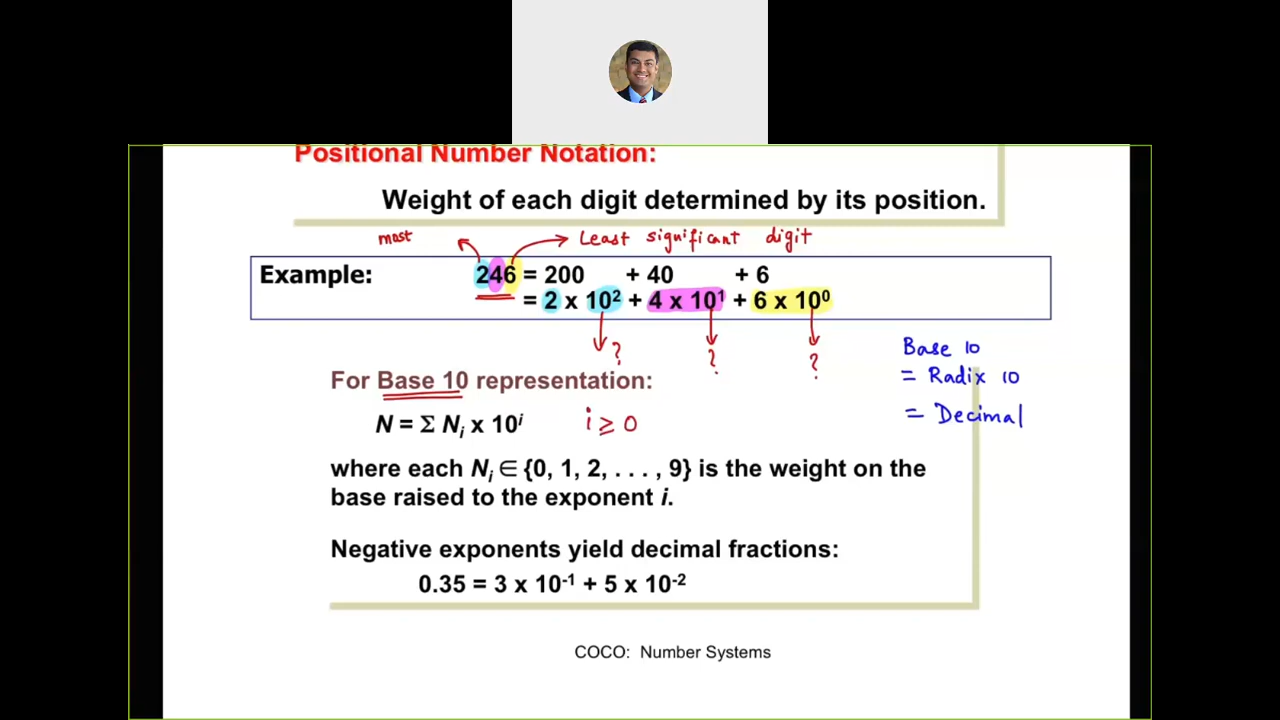 Positional Number Notation:
Weight of each digit determined by its position.
most Least significant digit
Example: 246 = 200 + 40 + 6
= 2 x 10² + 4 x 10¹ + 6 x 10⁰
? ? ?
Base 10
= Radix 10
= Decimal
For Base 10 representation:
N = Σ Nᵢ x 10ⁱ i ≥ 0
where each Nᵢ ∈ {0, 1, 2, . . . , 9} is the weight on the
base raised to the exponent i.
Negative exponents yield decimal fractions:
0.35 = 3 x 10⁻¹ + 5 x 10⁻²
COCO: Number Systems